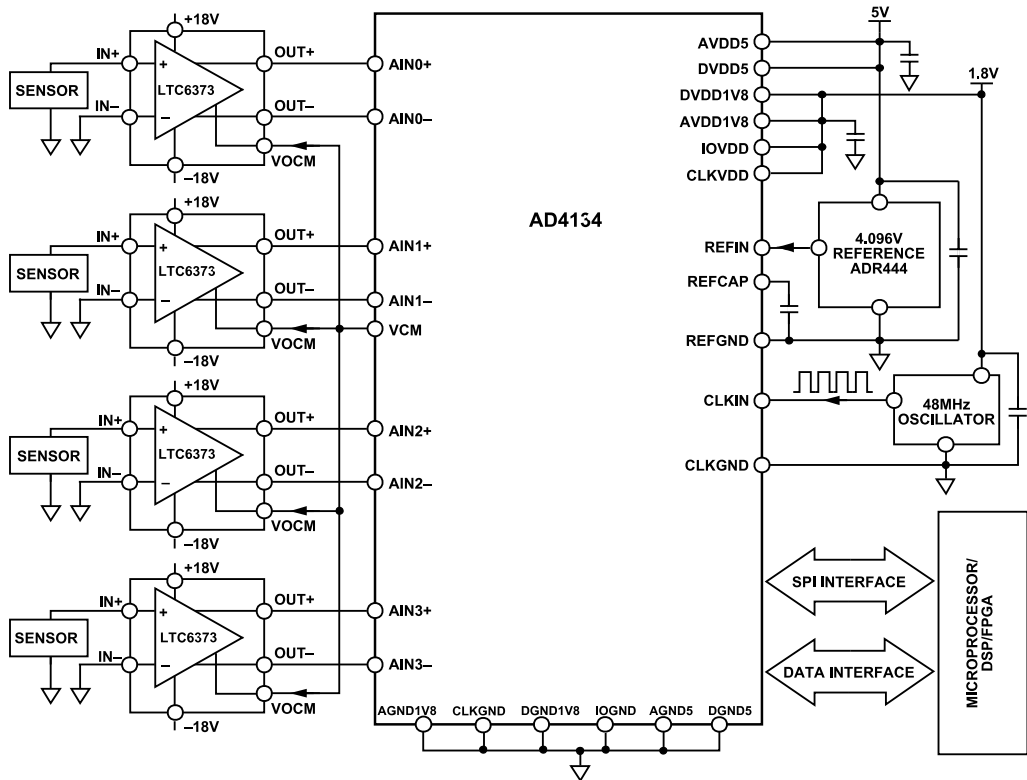 +18V
IN+
OUT+
SENSOR
LTC6373
IN–
OUT–
VOCM
–18V
+18V
IN+
OUT+
SENSOR
LTC6373
IN–
OUT–
VOCM
–18V
+18V
IN+
OUT+
SENSOR
LTC6373
IN–
OUT–
VOCM
–18V
+18V
IN+
OUT+
SENSOR
LTC6373
IN–
OUT–
VOCM
–18V
AIN0+
AIN0–
AIN1+
AIN1–
VCM
AIN2+
AIN2–
AIN3+
AIN3–
AD4134
AVDD5
DVDD5
DVDD1V8
AVDD1V8
IOVDD
CLKVDD
REFIN
REFCAP
REFGND
CLKIN
CLKGND
AGND1V8
CLKGND
DGND1V8
IOGND
AGND5
DGND5
5V
1.8V
4.096V
REFERENCE
ADR444
48MHz
OSCILLATOR
SPI INTERFACE
DATA INTERFACE
MICROPROCESSOR/
DSP/FPGA